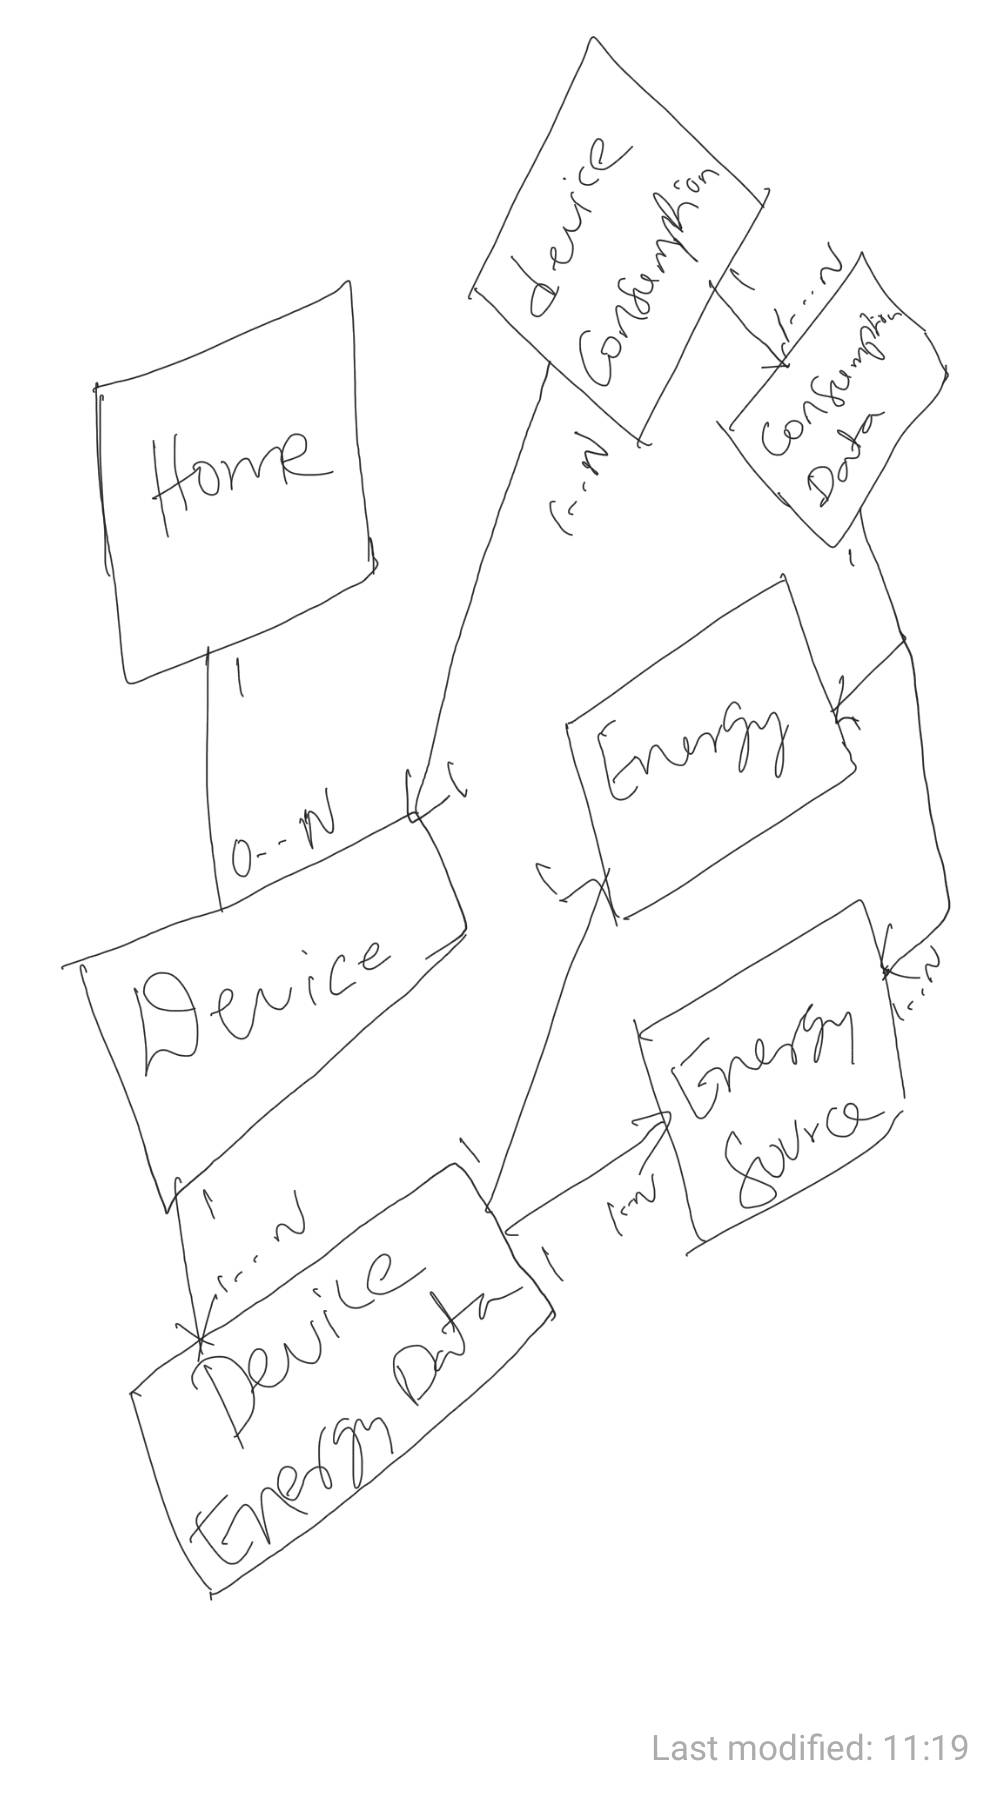 device
Consumption
1
1...N
Consumption
Data
Home
1...N
1
1
Energy
0--N
1
Device
1
1...N
Energy
Source
1
1--N
1
1...N
1
Device
Energy Data
Last modified: 11:19